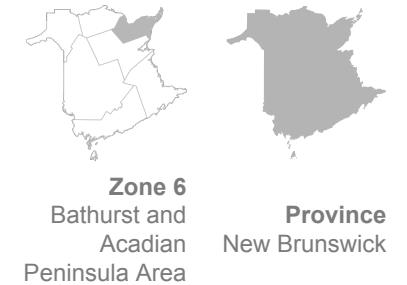 Zone 6
Bathurst and
Acadian
Peninsula Area
Province
New Brunswick